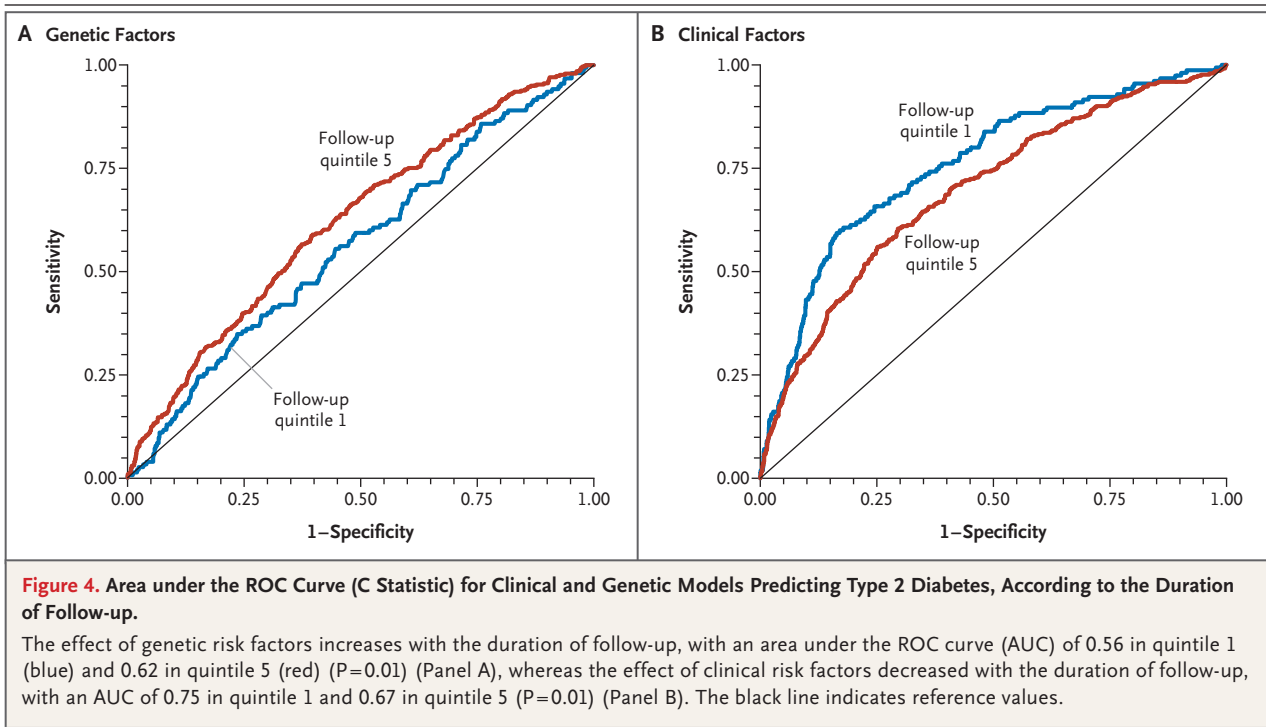 A Genetic Factors
1.00
0.75
0.50
0.25
0.00
Sensitivity
Follow-up
quintile 5
Follow-up
quintile 1
0.00 0.25 0.50 0.75 1.00
1–Specificity
B Clinical Factors
1.00
0.75
0.50
0.25
0.00
Sensitivity
Follow-up
quintile 1
Follow-up
quintile 5
0.00 0.25 0.50 0.75 1.00
1–Specificity
Figure 4. Area under the ROC Curve (C Statistic) for Clinical and Genetic Models Predicting Type 2 Diabetes, According to the Duration
of Follow-up.
The effect of genetic risk factors increases with the duration of follow-up, with an area under the ROC curve (AUC) of 0.56 in quintile 1
(blue) and 0.62 in quintile 5 (red) (P=0.01) (Panel A), whereas the effect of clinical risk factors decreased with the duration of follow-up,
with an AUC of 0.75 in quintile 1 and 0.67 in quintile 5 (P=0.01) (Panel B). The black line indicates reference values.